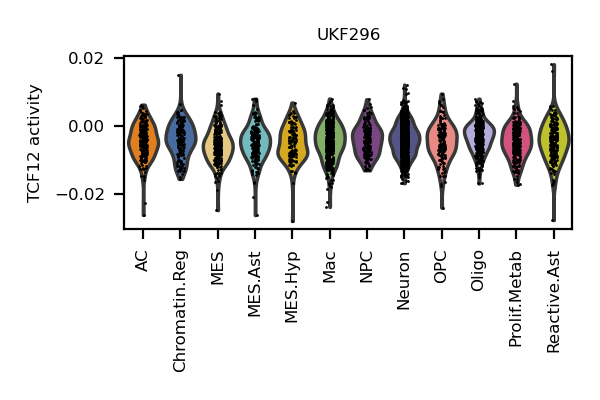 UKF296
TCF12 activity
0.02
0.00
−0.02
AC
Chromatin.Reg
MES
MES.Ast
MES.Hyp
Mac
NPC
Neuron
OPC
Oligo
Prolif.Metab
Reactive.Ast